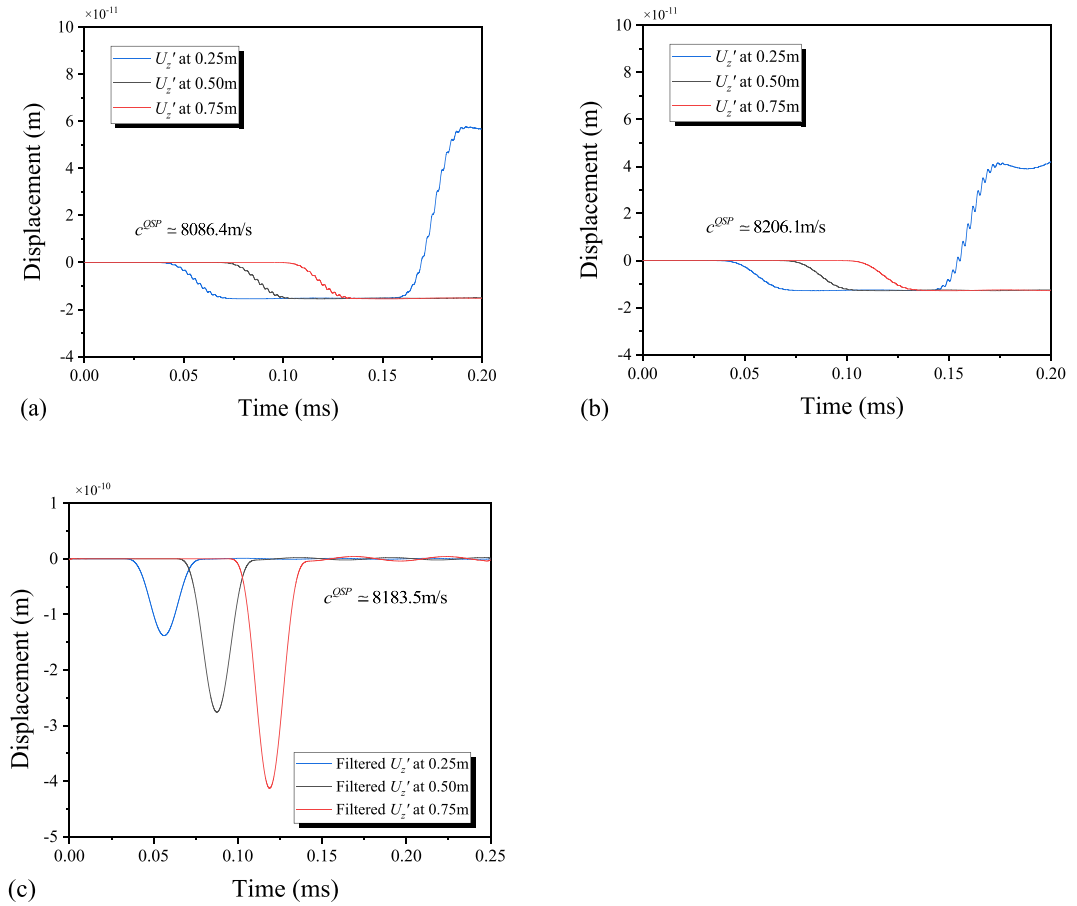 ×10⁻¹¹
10
8
6
4
2
0
-2
-4
Displacement (m)
U_z′ at 0.25m
U_z′ at 0.50m
U_z′ at 0.75m
c^QSP ≃ 8086.4m/s
0.00 0.05 0.10 0.15 0.20
Time (ms)
(a)
×10⁻¹¹
10
8
6
4
2
0
-2
-4
Displacement (m)
U_z′ at 0.25m
U_z′ at 0.50m
U_z′ at 0.75m
c^QSP ≃ 8206.1m/s
0.00 0.05 0.10 0.15 0.20
Time (ms)
(b)
×10⁻¹⁰
1
0
-1
-2
-3
-4
-5
Displacement (m)
c^QSP ≃ 8183.5m/s
Filtered U_z′ at 0.25m
Filtered U_z′ at 0.50m
Filtered U_z′ at 0.75m
0.00 0.05 0.10 0.15 0.20 0.25
Time (ms)
(c)